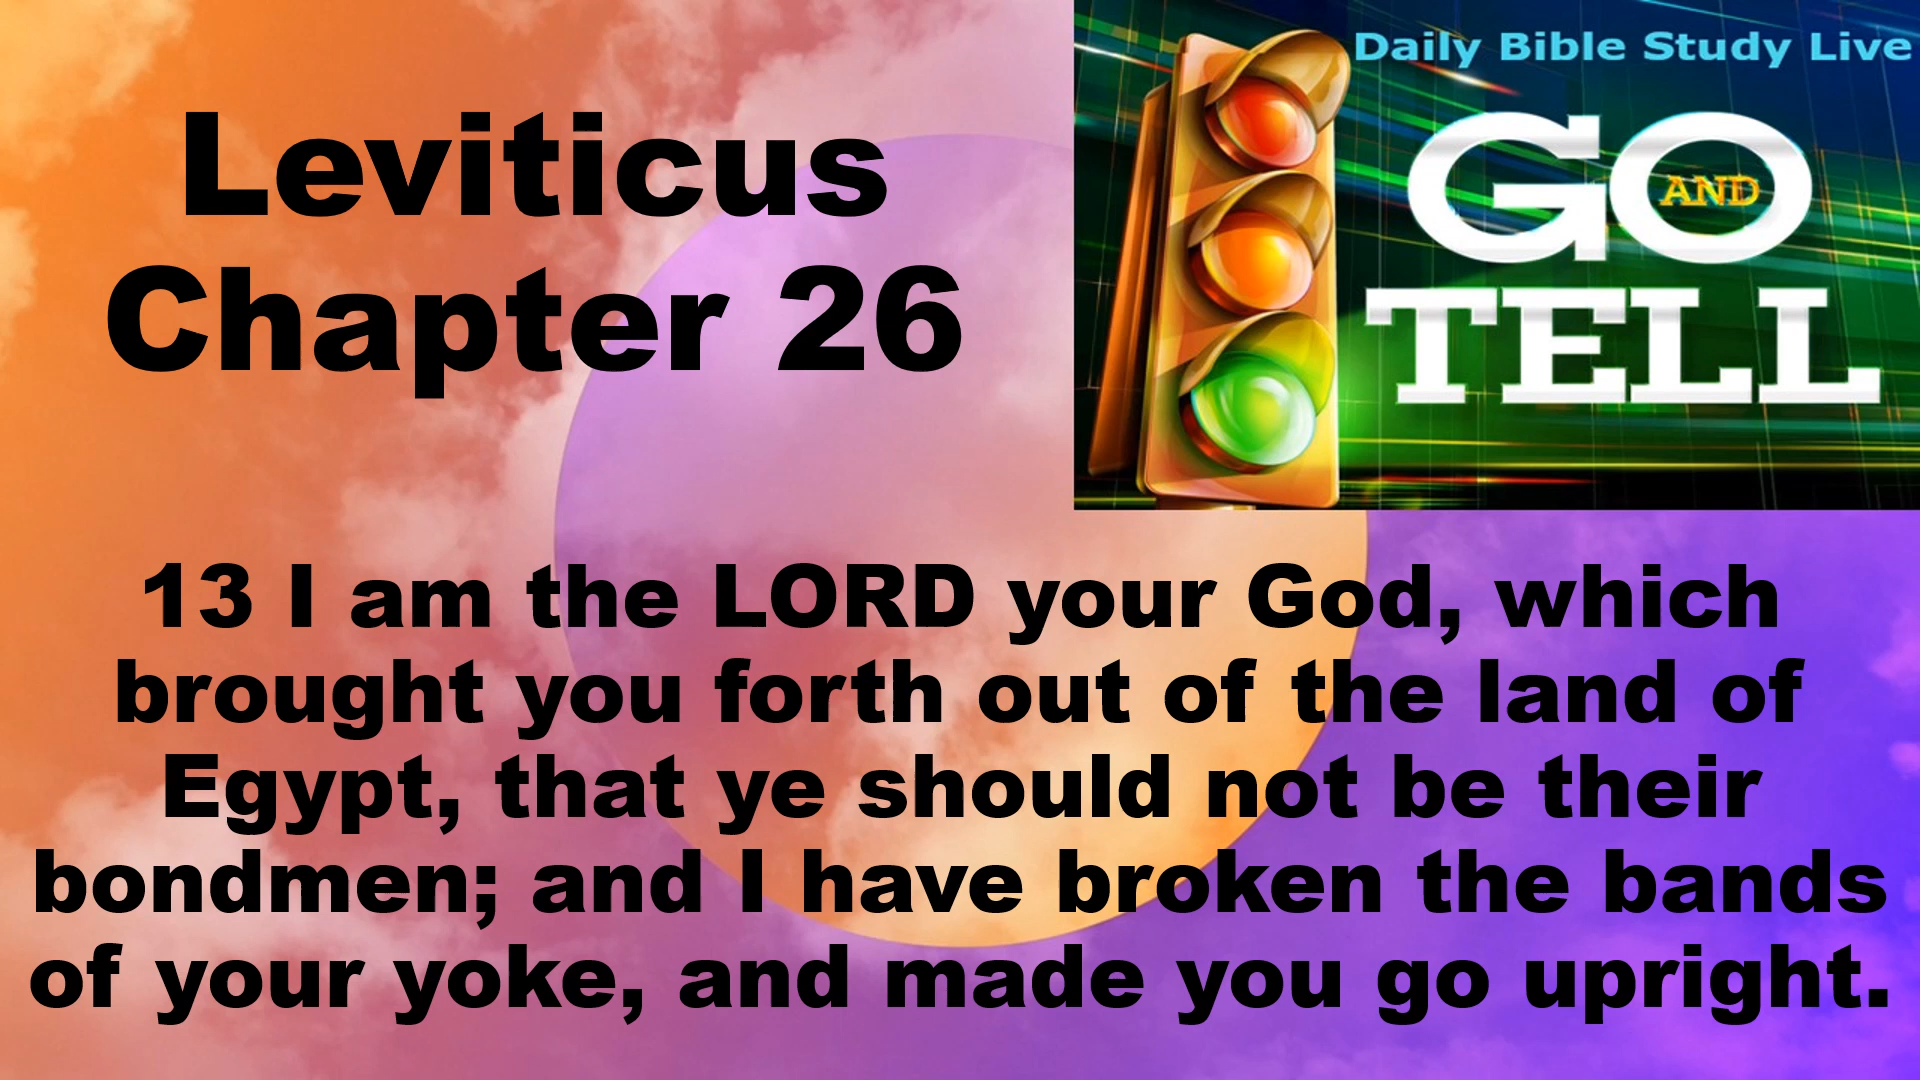 Leviticus
Chapter 26
Daily Bible Study Live
GO AND
TELL
13 I am the LORD your God, which
brought you forth out of the land of
Egypt, that ye should not be their
bondmen; and I have broken the bands
of your yoke, and made you go upright.